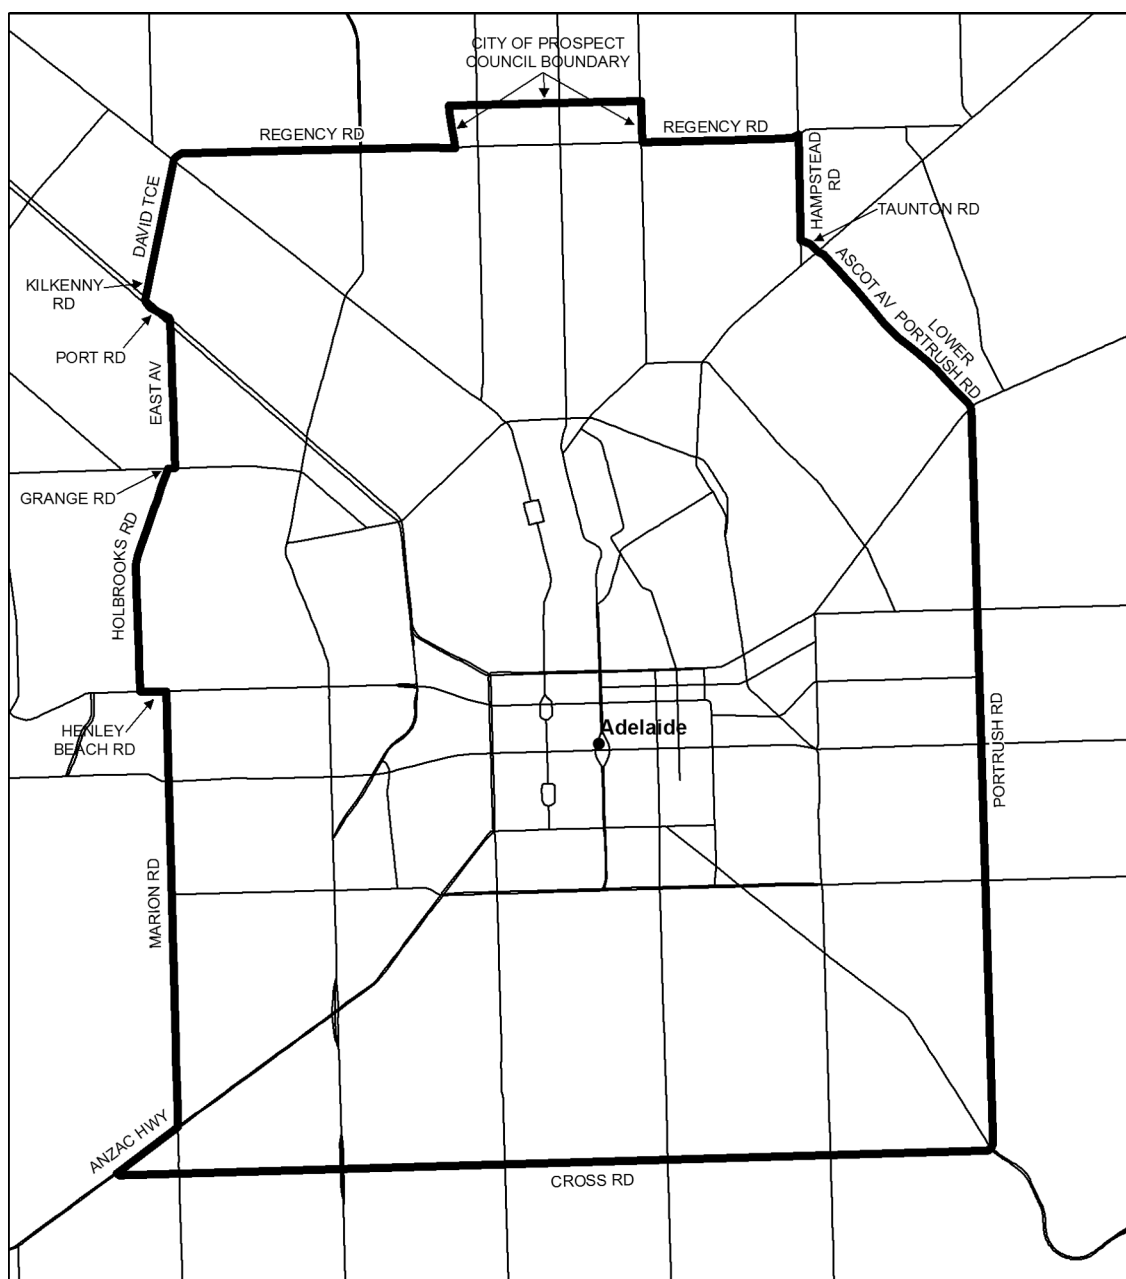 CITY OF PROSPECT
COUNCIL BOUNDARY
REGENCY RD
REGENCY RD
HAMPSTEAD
RD
TAUNTON RD
DAVID TCE
ASCOT AV
KILKENNY
RD
LOWER
PORTRUSH RD
PORT RD
EAST AV
GRANGE RD
HOLBROOKS RD
HENLEY
BEACH RD
Adelaide
PORTRUSH RD
MARION RD
ANZAC HWY
CROSS RD